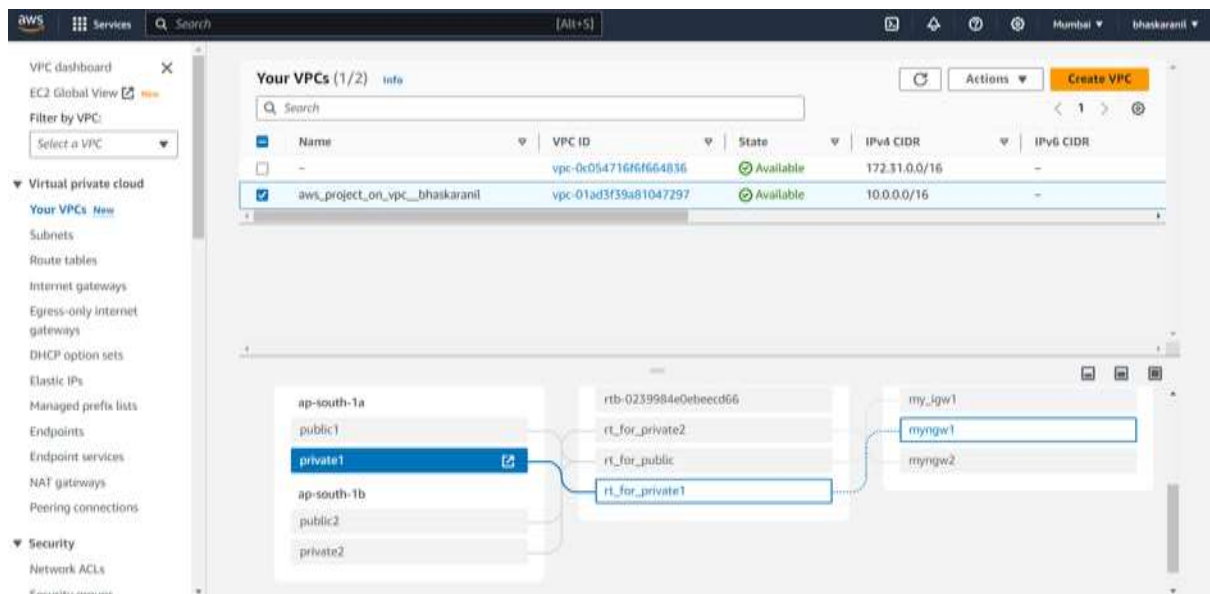 aws Services Search [Alt+S] Mumbai bhaskaranil
VPC dashboard
EC2 Global View New
Filter by VPC:
Select a VPC
Virtual private cloud
Your VPCs New
Subnets
Route tables
Internet gateways
Egress-only internet
gateways
DHCP option sets
Elastic IPs
Managed prefix lists
Endpoints
Endpoint services
NAT gateways
Peering connections
Security
Network ACLs
Security groups
Your VPCs (1/2) Info Actions Create VPC
Search 1
Name VPC ID State IPv4 CIDR IPv6 CIDR
– vpc-0c054716f6f664836 Available 172.31.0.0/16 –
aws_project_on_vpc__bhaskaranil vpc-01ad3f39a81047297 Available 10.0.0.0/16 –
ap-south-1a
public1
private1
ap-south-1b
public2
private2
rtb-0239984e0ebeecd66
rt_for_private2
rt_for_public
rt_for_private1
my_igw1
myngw1
myngw2